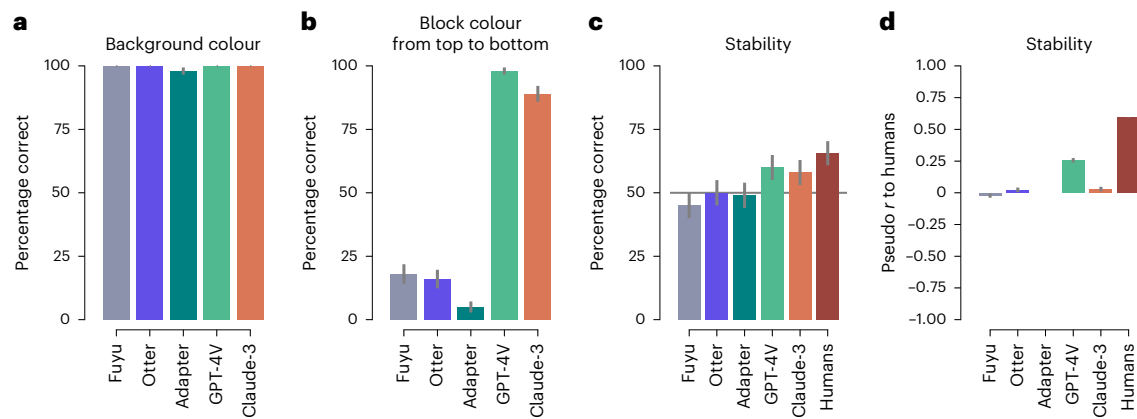 a
Background colour
Percentage correct
100
75
50
25
0
Fuyu
Otter
Adapter
GPT-4V
Claude-3
b
Block colour
from top to bottom
Percentage correct
100
75
50
25
0
Fuyu
Otter
Adapter
GPT-4V
Claude-3
c
Stability
Percentage correct
100
75
50
25
0
Fuyu
Otter
Adapter
GPT-4V
Claude-3
Humans
d
Stability
Pseudo r to humans
1.00
0.75
0.50
0.25
0
–0.25
–0.50
–0.75
–1.00
Fuyu
Otter
Adapter
GPT-4V
Claude-3
Humans